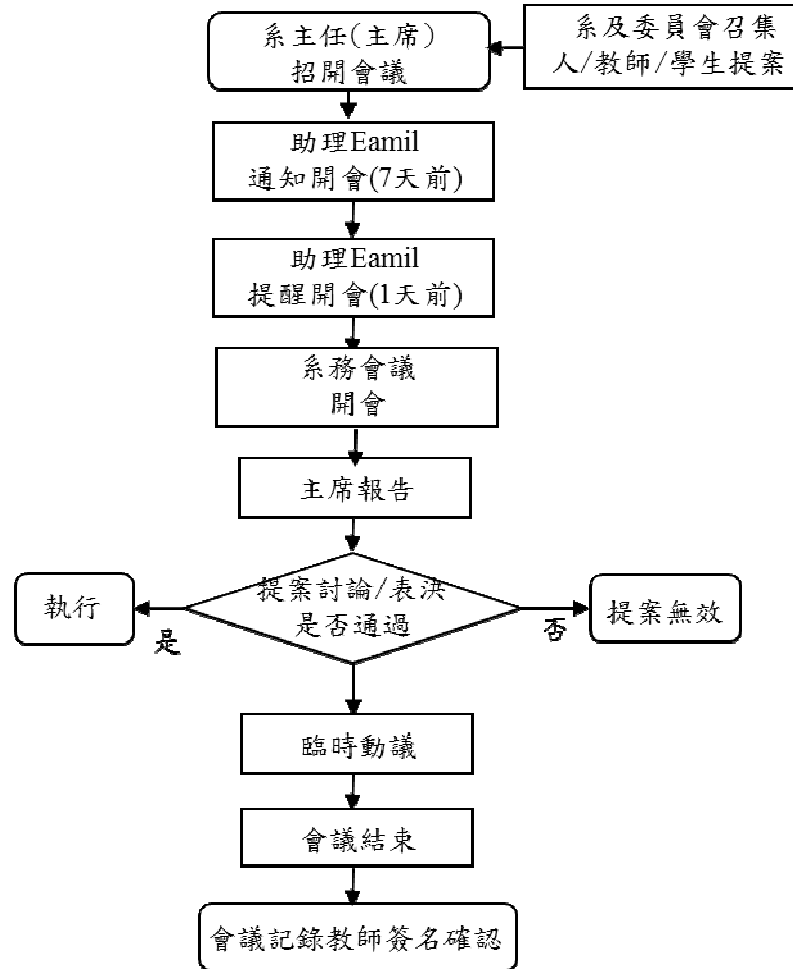 系主任(主席)
招開會議
系及委員會召集
人/教師/學生提案
助理Eamil
通知開會(7天前)
助理Eamil
提醒開會(1天前)
系務會議
開會
主席報告
提案討論/表決
是否通過
執行
是
否
提案無效
臨時動議
會議結束
會議記錄教師簽名確認